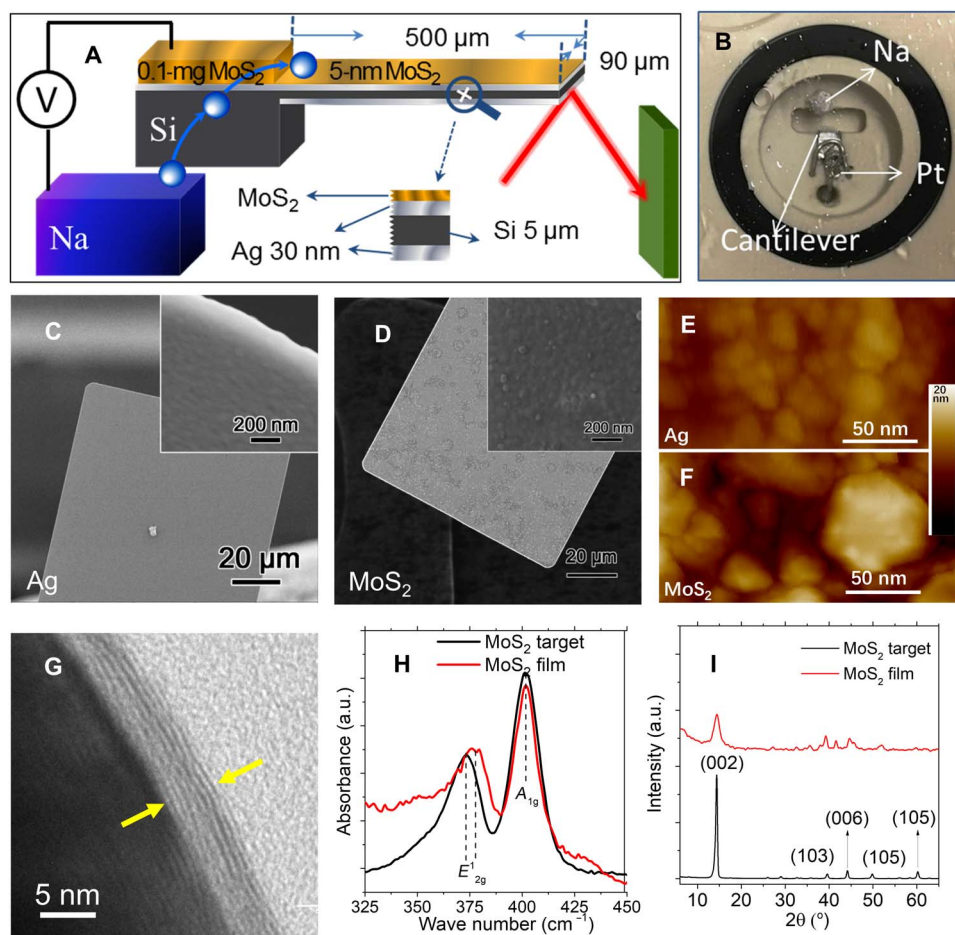 A
500 µm
90 µm
0.1-mg MoS2
5-nm MoS2
V
Si
Na
MoS2
Ag 30 nm
Si 5 µm
B
Na
Pt
Cantilever
C
200 nm
20 µm
Ag
D
200 nm
20 µm
MoS2
E
Ag
50 nm
20
nm
F
MoS2
50 nm
G
5 nm
H
MoS2 target
MoS2 film
A1g
E12g
Absorbance (a.u.)
325 350 375 400 425 450
Wave number (cm−1)
I
MoS2 target
MoS2 film
(002)
(103)
(006)
(105)
(105)
Intensity (a.u.)
10 20 30 40 50 60
2θ (°)